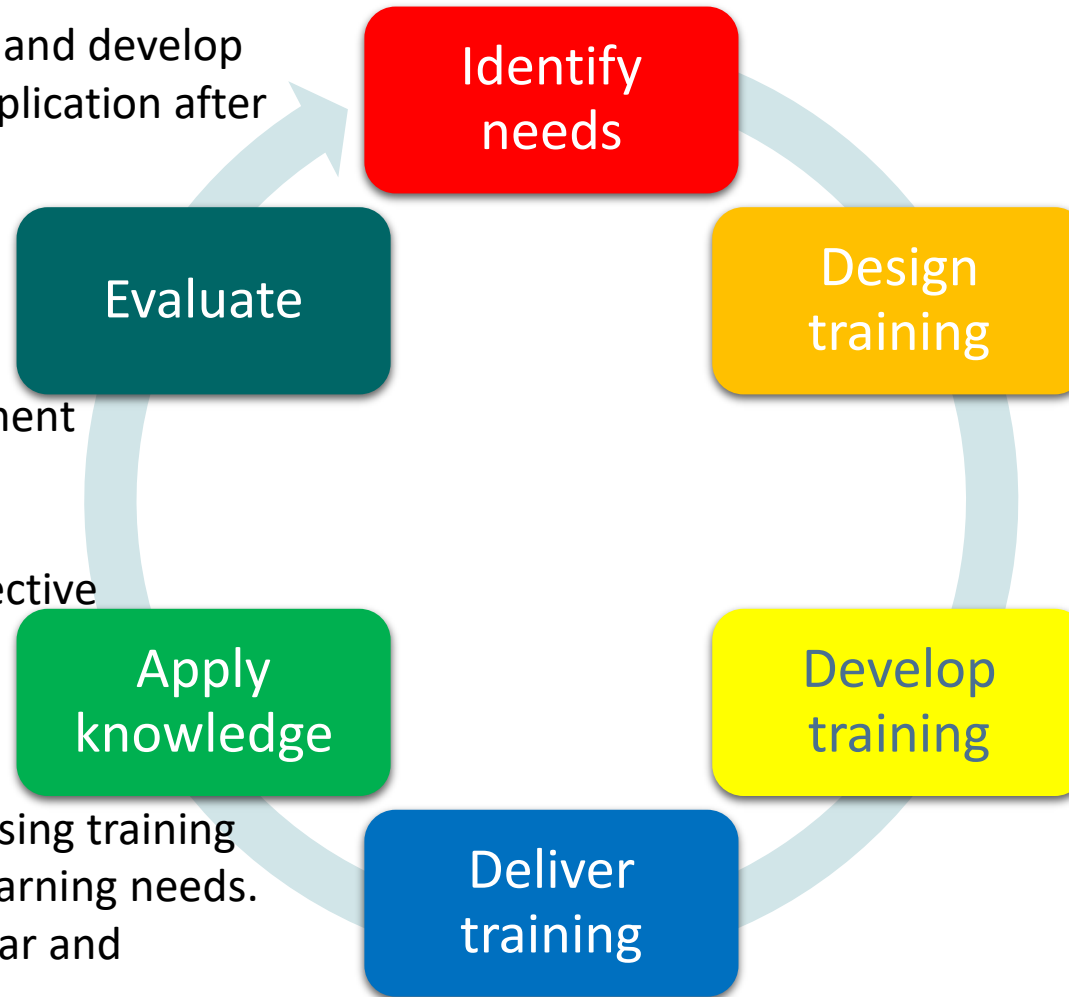 and develop
plication after
Identify
needs
Design
training
Evaluate
ective
Apply
knowledge
Develop
training
sing training
arning needs.
ar and
Deliver
training